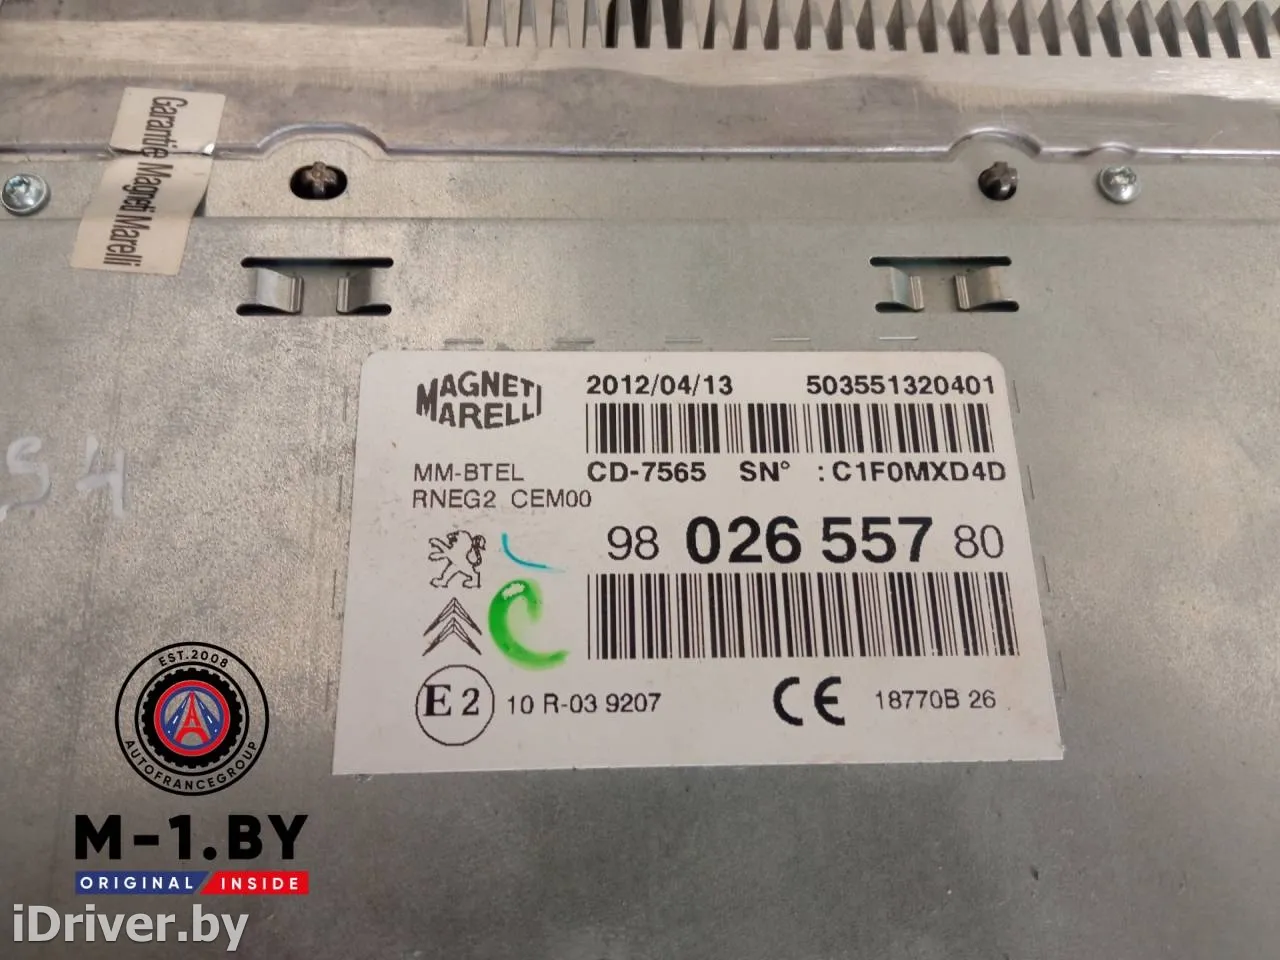 Garantie Magneti Marelli
54
MAGNETI
MARELLI
2012/04/13 503551320401
MM-BTEL CD-7565 SN° : C1F0MXD4D
RNEG2 CEM00
98 026 557 80
C
E2 10 R-03 9207 CE 18770B 26
EST.2008
AUTOFRANCEGROUP
M-1.BY
ORIGINAL INSIDE
iDriver.by